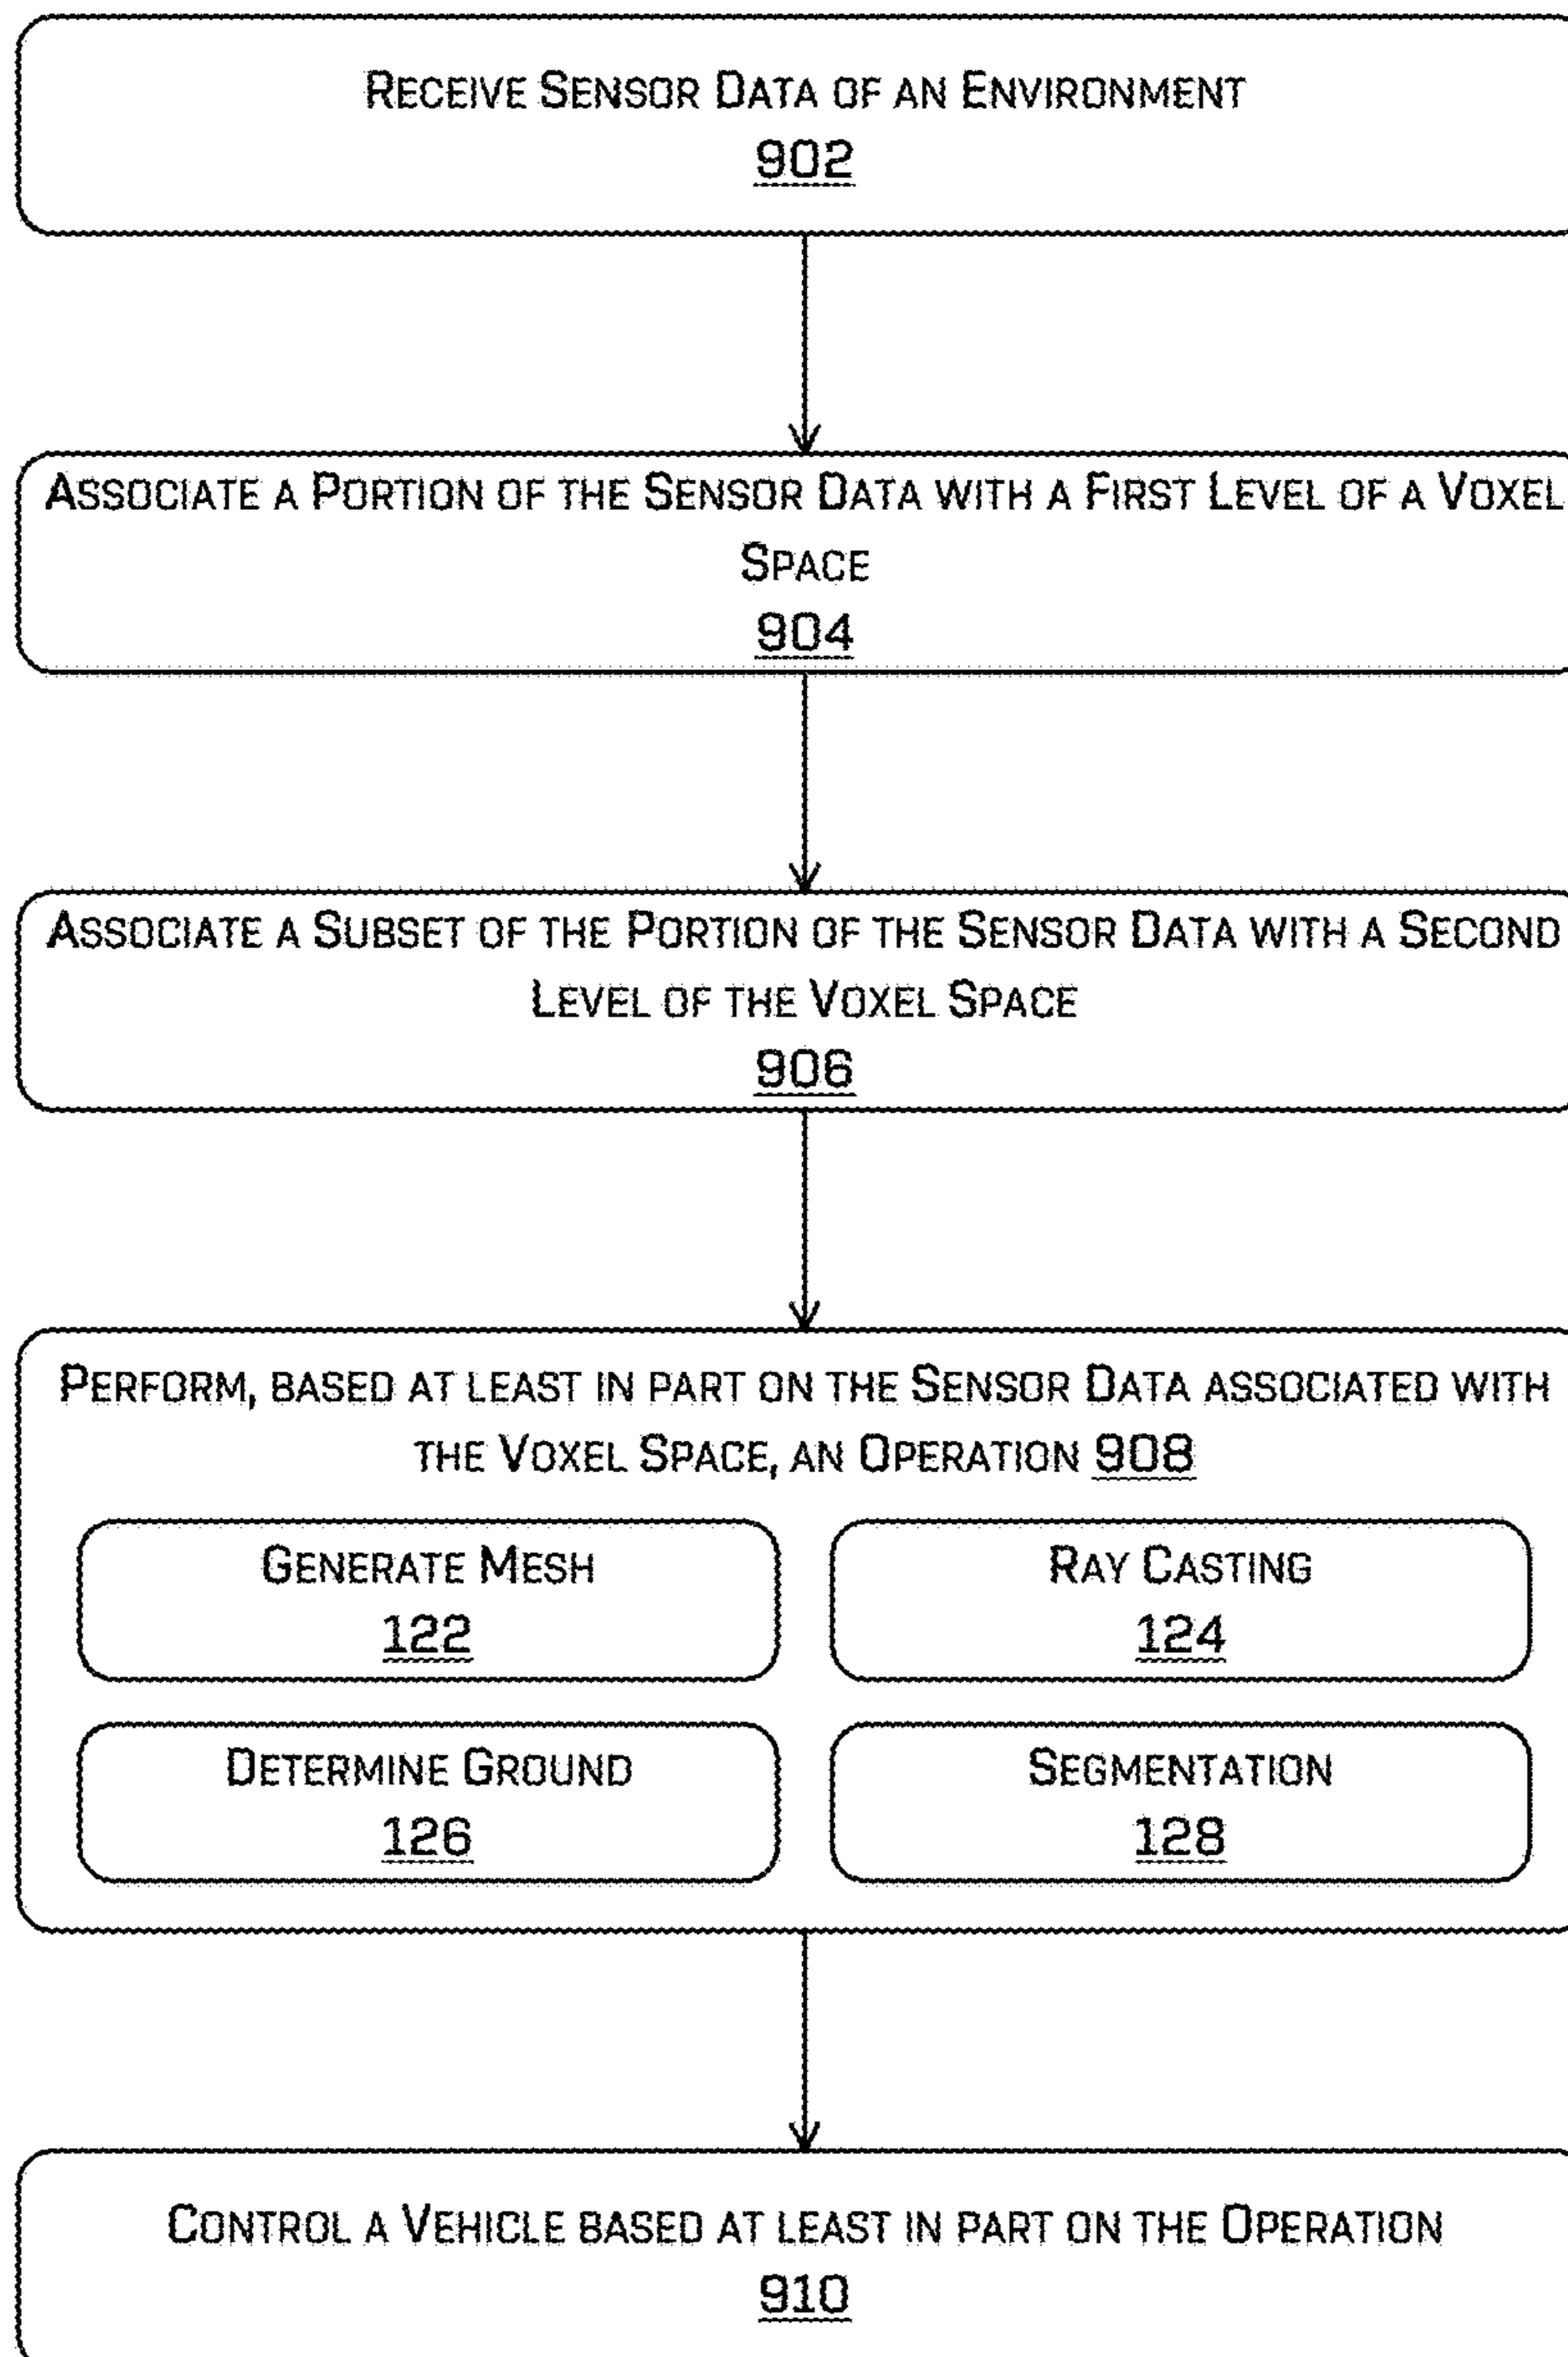 RECEIVE SENSOR DATA OF AN ENVIRONMENT
902
ASSOCIATE A PORTION OF THE SENSOR DATA WITH A FIRST LEVEL OF A VOXEL
SPACE
904
ASSOCIATE A SUBSET OF THE PORTION OF THE SENSOR DATA WITH A SECOND
LEVEL OF THE VOXEL SPACE
906
PERFORM, BASED AT LEAST IN PART ON THE SENSOR DATA ASSOCIATED WITH
THE VOXEL SPACE, AN OPERATION 908
GENERATE MESH
122
RAY CASTING
124
DETERMINE GROUND
126
SEGMENTATION
128
CONTROL A VEHICLE BASED AT LEAST IN PART ON THE OPERATION
910